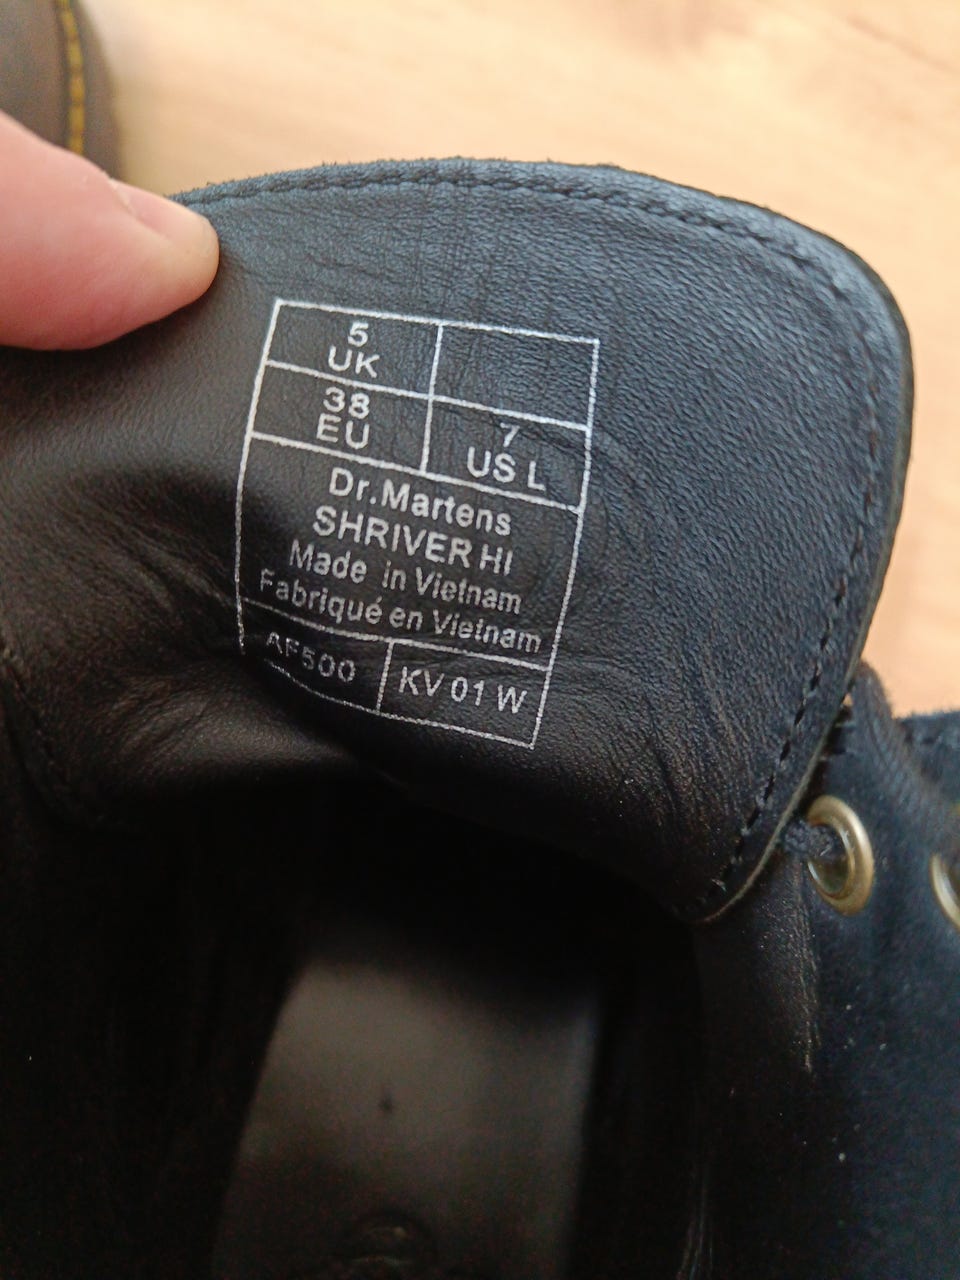 5
UK
38
EU
7
US L
Dr.Martens
SHRIVER HI
Made in Vietnam
Fabriqué en Vietnam
AF500
KV 01 W